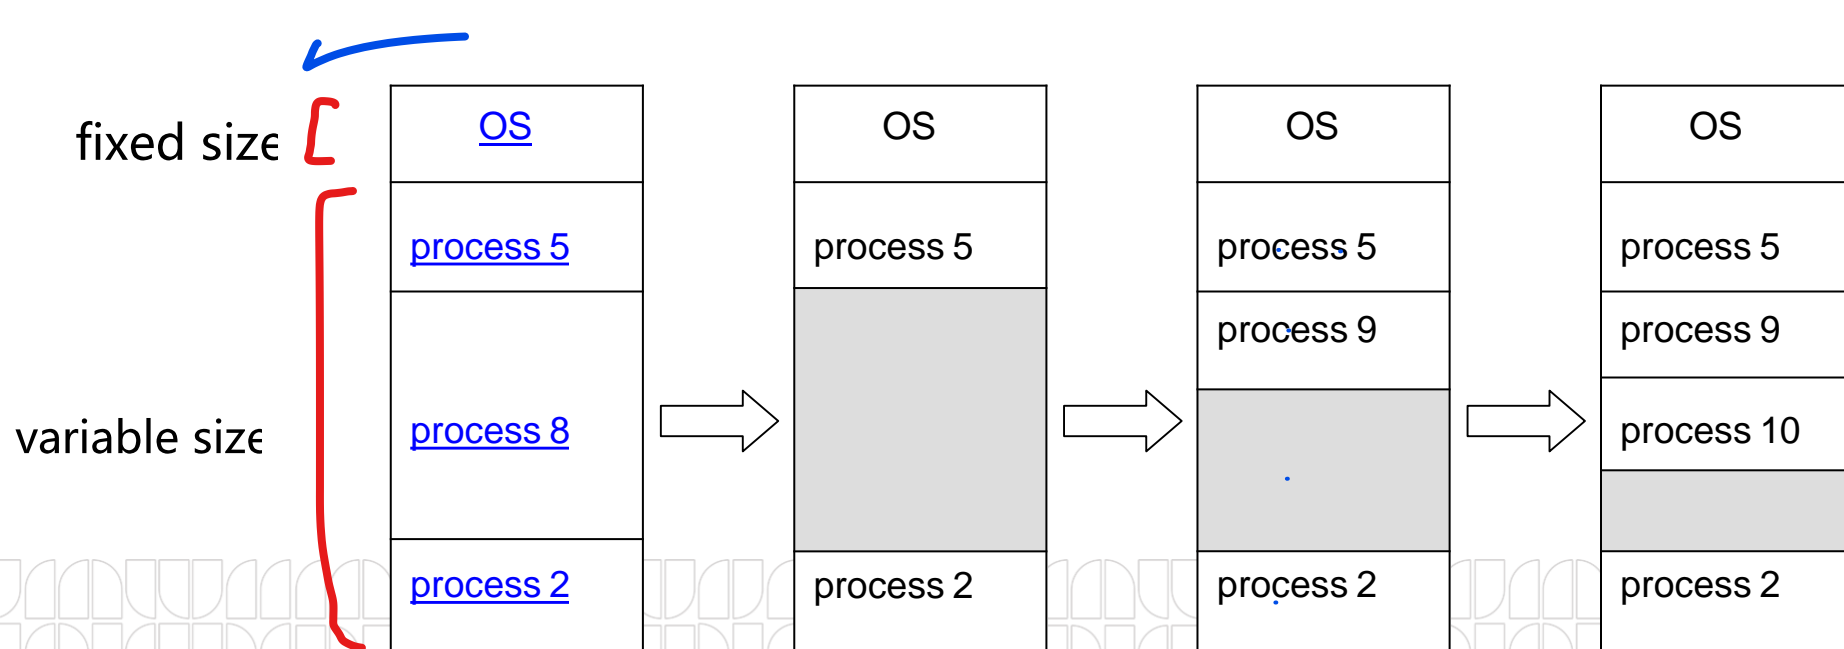 fixed size
variable size
OS
process 5
process 8
process 2
OS
process 5
process 2
OS
process 5
process 9
process 2
OS
process 5
process 9
process 10
process 2